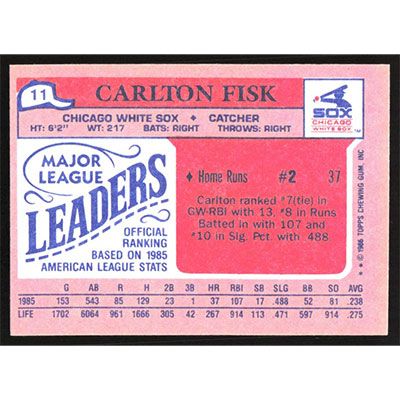 11
CARLTON FISK
CHICAGO WHITE SOX ♦ CATCHER
HT: 6'2" WT: 217 BATS: RIGHT THROWS: RIGHT
SOX
CHICAGO
WHITE SOX
TM
MAJOR
LEAGUE
LEADERS
OFFICIAL
RANKING
BASED ON 1985
AMERICAN LEAGUE STATS
♦ Home Runs #2 37
Carlton ranked #7(tie) in
GW-RBI with 13, #8 in Runs
Batted in with 107 and
#10 in Slg. Pct. with .488
* * © 1986 TOPPS CHEWING GUM, INC.
G AB R H 2B 3B HR RBI SB SLG BB SO AVG
1985 153 543 85 129 23 1 37 107 17 .488 52 81 .238
LIFE 1702 6064 961 1666 305 42 267 914 113 .471 597 914 .275